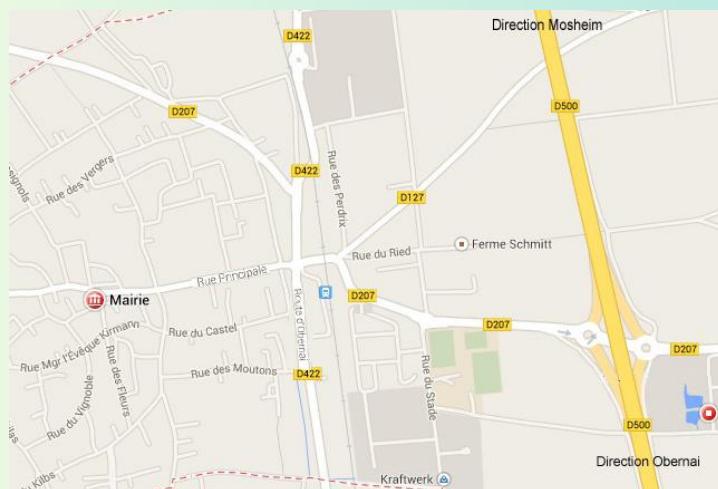 Direction Mosheim
D422
D500
D207
D422
Rue des Perdrix
Rue des Vergers
D127
Ferme Schmitt
Rue du Ried
Rue Principale
Mairie
D207
Route d'Obernai
D207
Rue du Castel
Rue Mgr l'Évêque Kirmann
D207
Rue des Moutons
D422
Rue des Fleurs
Rue du Vignoble
Rue du Stade
D500
Direction Obernai
Kraftwerk